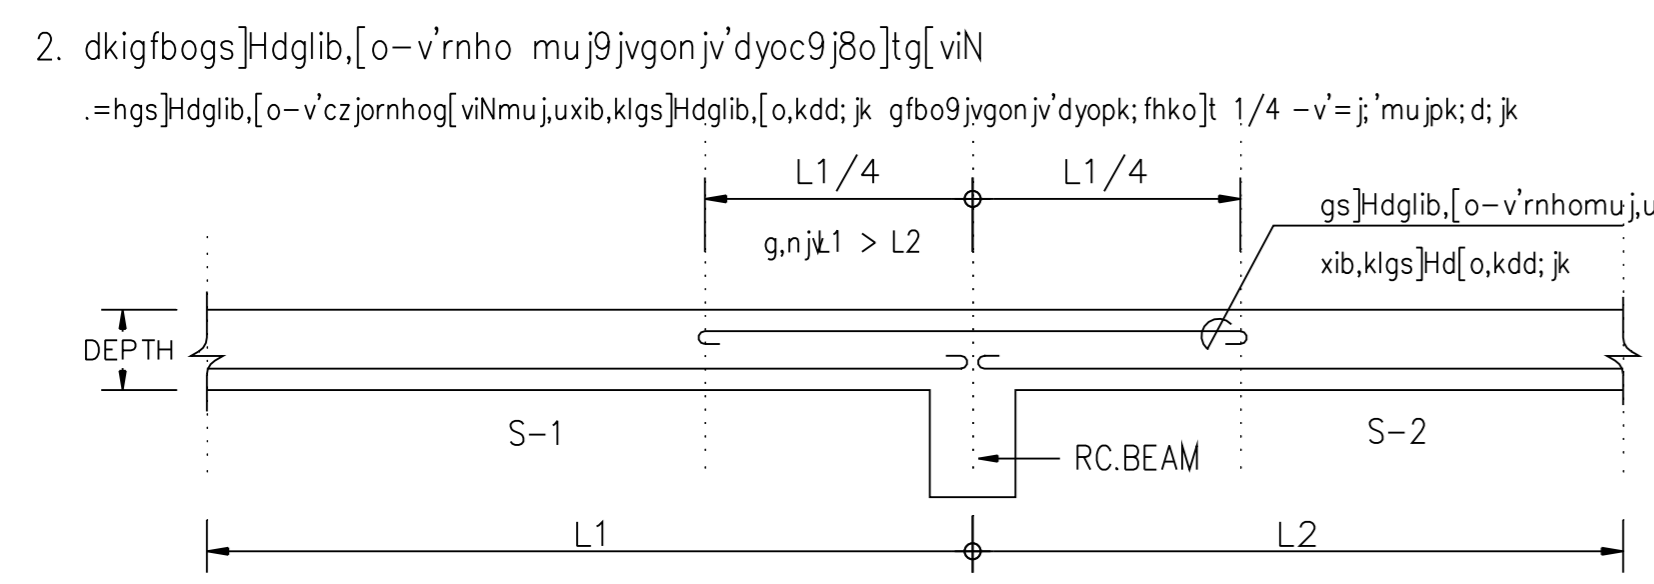 2. dkigfbogs]Hdglib,[o-v'rnho muj9jvgonjv'dyoc9j8o]tg[viN
.=hgs]Hdglib,[o-v'czjornhog[viNmuj,uxib,klgs]Hdglib,[o,kdd;jk gfbo9jvgonjv'dyopk;fhko]t 1/4 -v'=j;'mujpk;d;jk
L1/4
L1/4
gs]Hdglib,[o-v'rnhomuj,u
g,njvL1 > L2
xib,klgs]Hd[o,kdd;jk
DEPTH
S-1
S-2
RC.BEAM
L1
L2